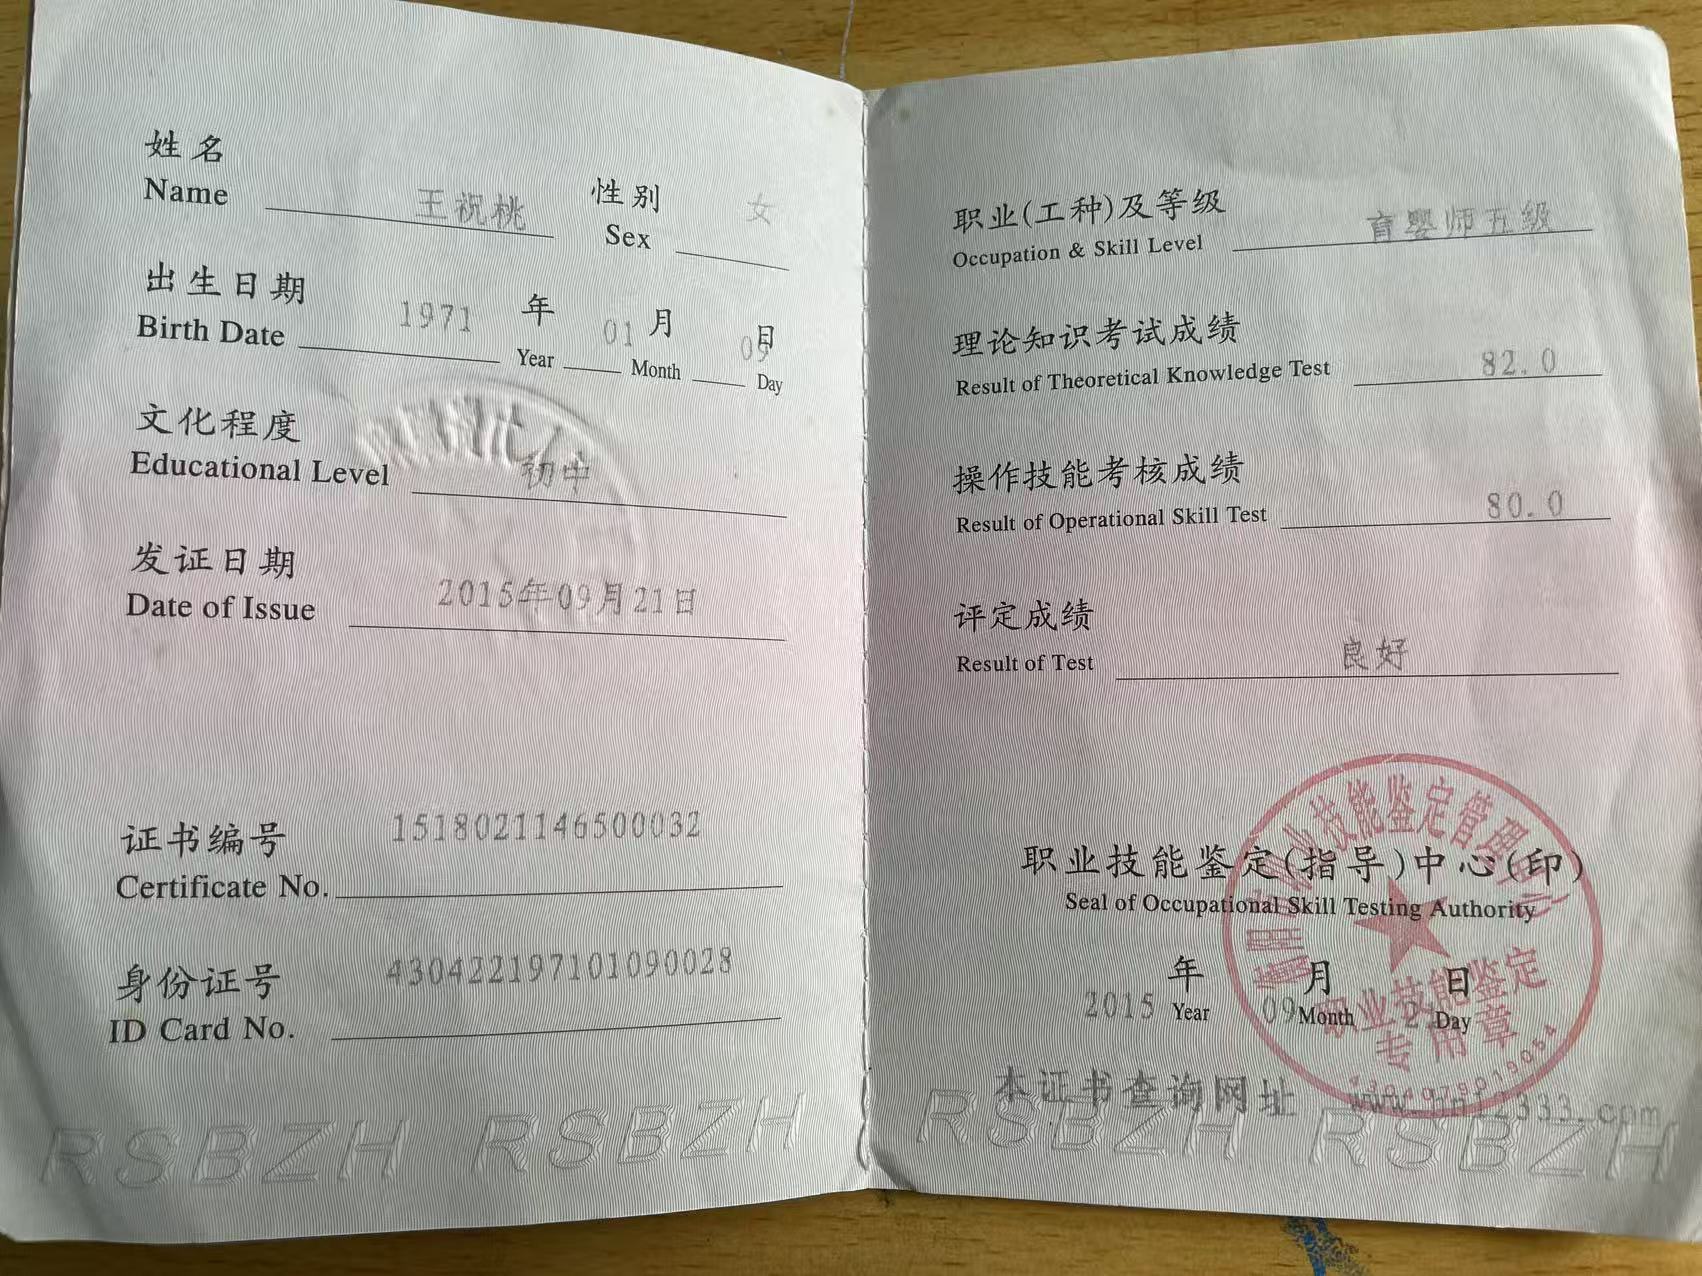 姓名
Name 王祝桃 性别 女
Sex
出生日期 1971 年 01 月 09 日
Birth Date Year Month Day
文化程度
Educational Level 初中
发证日期 2015年09月21日
Date of Issue
证书编号 1518021146500032
Certificate No.
身份证号 430422197101090028
ID Card No.
RSBZH RSBZH
职业(工种)及等级 育婴师五级
Occupation & Skill Level
理论知识考试成绩 82.0
Result of Theoretical Knowledge Test
操作技能考核成绩 80.0
Result of Operational Skill Test
评定成绩 良好
Result of Test
职业技能鉴定(指导)中心(印)
Seal of Occupational Skill Testing Authority
年 月 日
2015 Year 09 Month Day
业技能鉴定管理
职业技能鉴定
专用章
本证书查询网址
RSBZH RSBZH